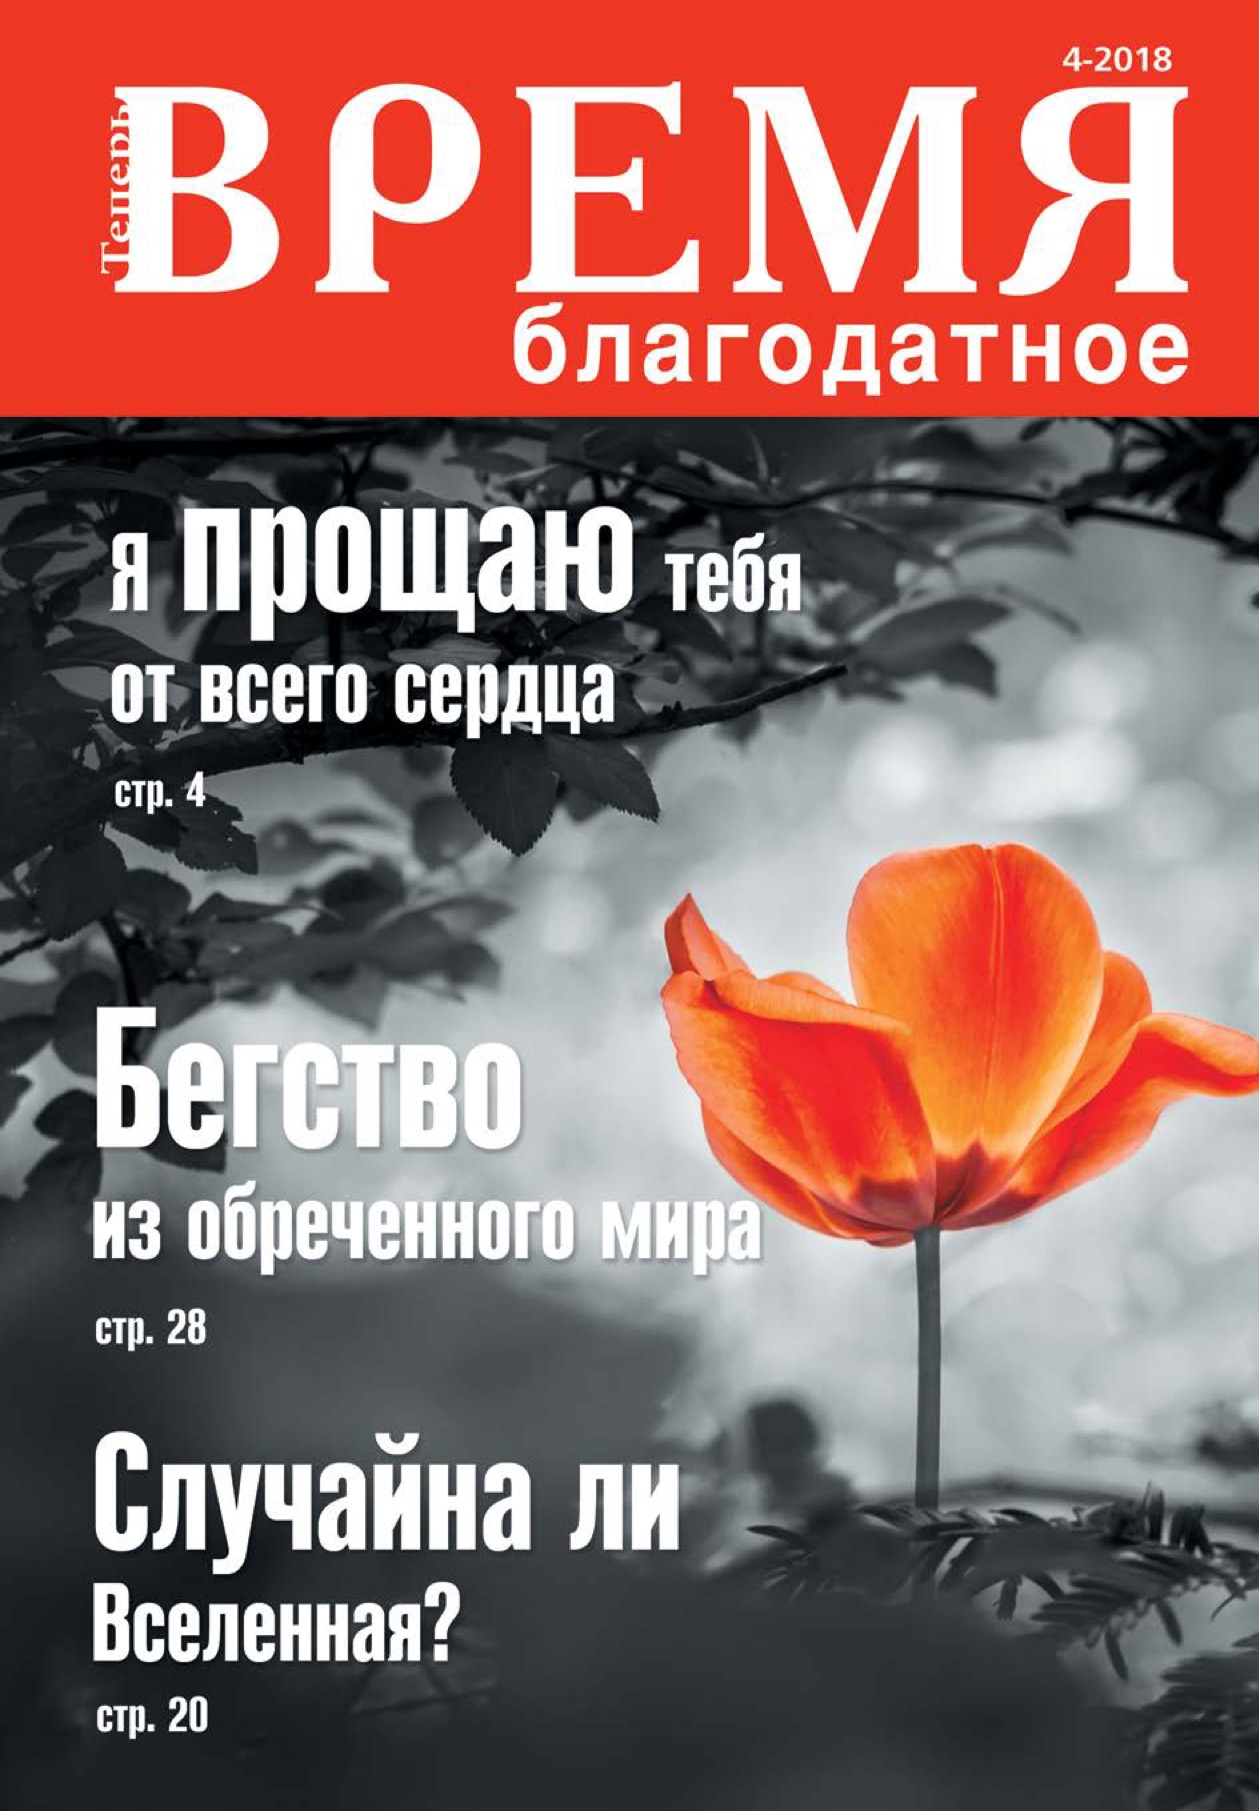 4-2018
Теперь
ВРЕМЯ
благодатное
я прощаю тебя
от всего сердца
стр. 4
Бегство
из обреченного мира
стр. 28
Случайна ли
Вселенная?
стр. 20